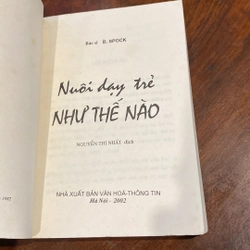 Bác sĩ B. SPOCK
Nuôi dạy trẻ
NHƯ THẾ NÀO
NGUYỄN THỊ NHẤT dịch
NHÀ XUẤT BẢN VĂN HOÁ-THÔNG TIN
Hà Nội - 2002